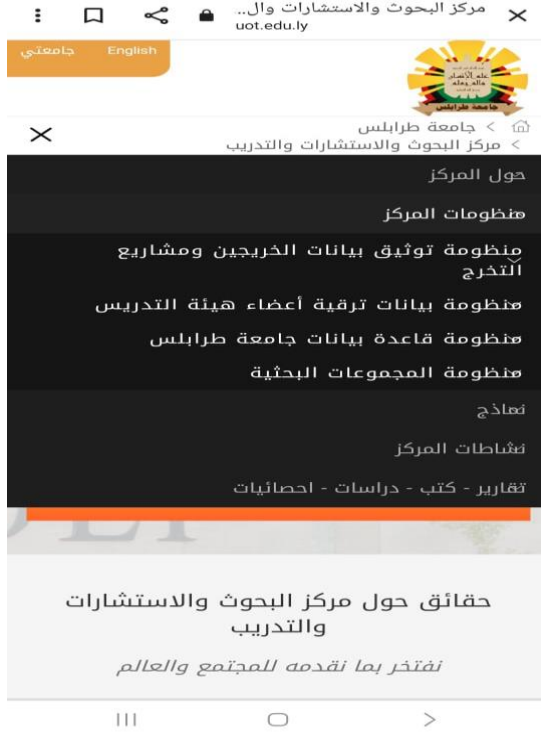 مركز البحوث والاستشارات وال...
uot.edu.ly
English
جامعتي
جامعة طرابلس
> جامعة طرابلس
> مركز البحوث والاستشارات والتدريب
حول المركز
منظومات المركز
منظومة توثيق بيانات الخريجين ومشاريع
التخرج
منظومة بيانات ترقية أعضاء هيئة التدريس
منظومة قاعدة بيانات جامعة طرابلس
منظومة المجموعات البحثية
نماذج
نشاطات المركز
تقارير - كتب - دراسات - احصائيات
حقائق حول مركز البحوث والاستشارات
والتدريب
نفتخر بما نقدمه للمجتمع والعالم